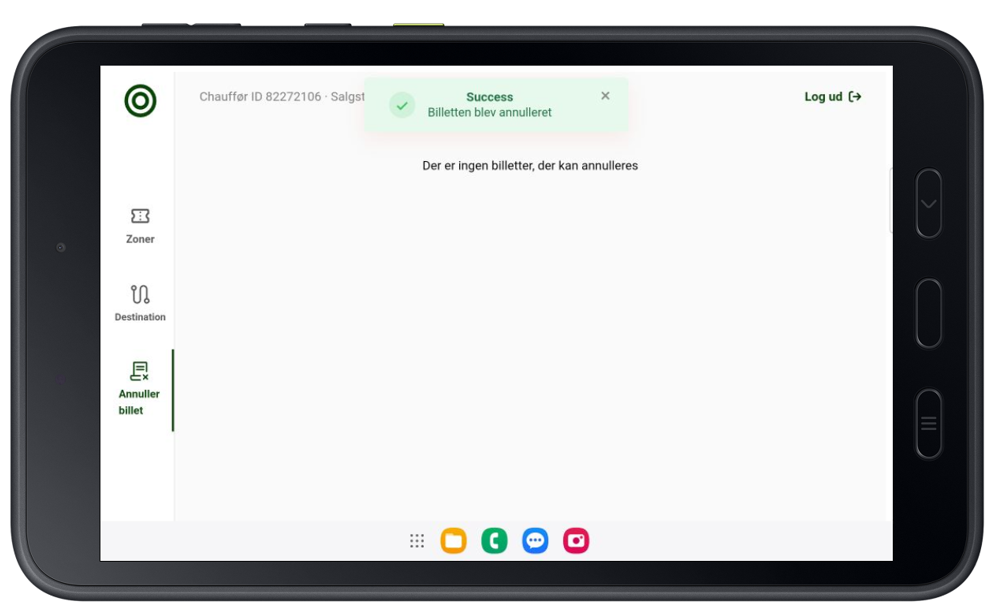 Chauffør ID 82272106 · Salgst
Success
Billetten blev annulleret
Log ud
Der er ingen billetter, der kan annulleres
Zoner
Destination
Annuller
billet